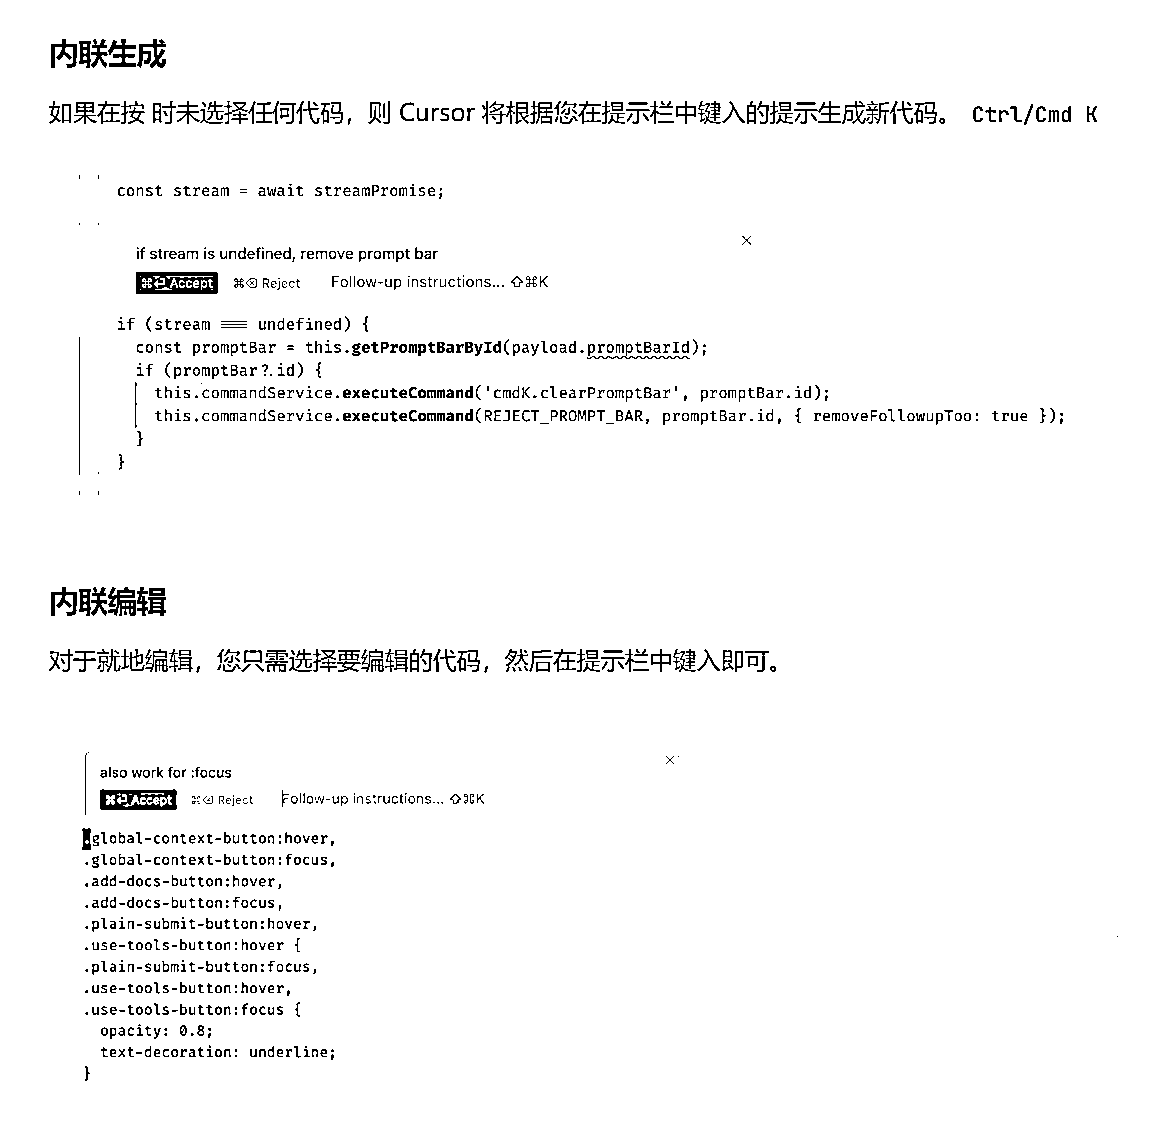 内联生成
如果在按 时未选择任何代码，则 Cursor 将根据您在提示栏中键入的提示生成新代码。 Ctrl/Cmd K
const stream = await streamPromise;
if stream is undefined, remove prompt bar
⌘⏎ Accept ⌘⌫ Reject Follow-up instructions... ⇧⌘K
if (stream === undefined) {
const promptBar = this.getPromptBarById(payload.promptBarId);
if (promptBar?.id) {
this.commandService.executeCommand('cmdK.clearPromptBar', promptBar.id);
this.commandService.executeCommand(REJECT_PROMPT_BAR, promptBar.id, { removeFollowupToo: true });
}
}
内联编辑
对于就地编辑，您只需选择要编辑的代码，然后在提示栏中键入即可。
also work for :focus
⌘⏎ Accept ⌘⌫ Reject Follow-up instructions... ⇧⌘K
.global-context-button:hover,
.global-context-button:focus,
.add-docs-button:hover,
.add-docs-button:focus,
.plain-submit-button:hover,
.use-tools-button:hover {
.plain-submit-button:focus,
.use-tools-button:hover,
.use-tools-button:focus {
opacity: 0.8;
text-decoration: underline;
}